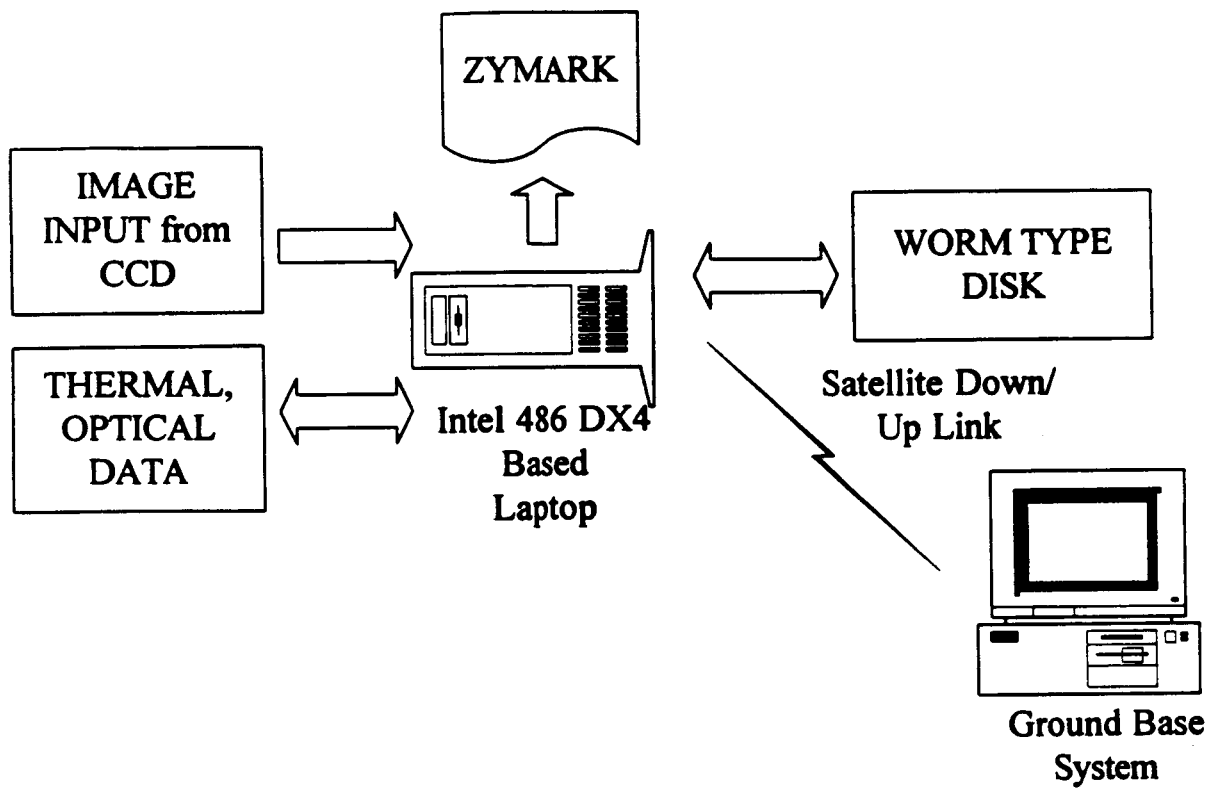 ZYMARK
IMAGE
INPUT from
CCD
WORM TYPE
DISK
THERMAL,
OPTICAL
DATA
Intel 486 DX4
Based
Laptop
Satellite Down/
Up Link
Ground Base
System